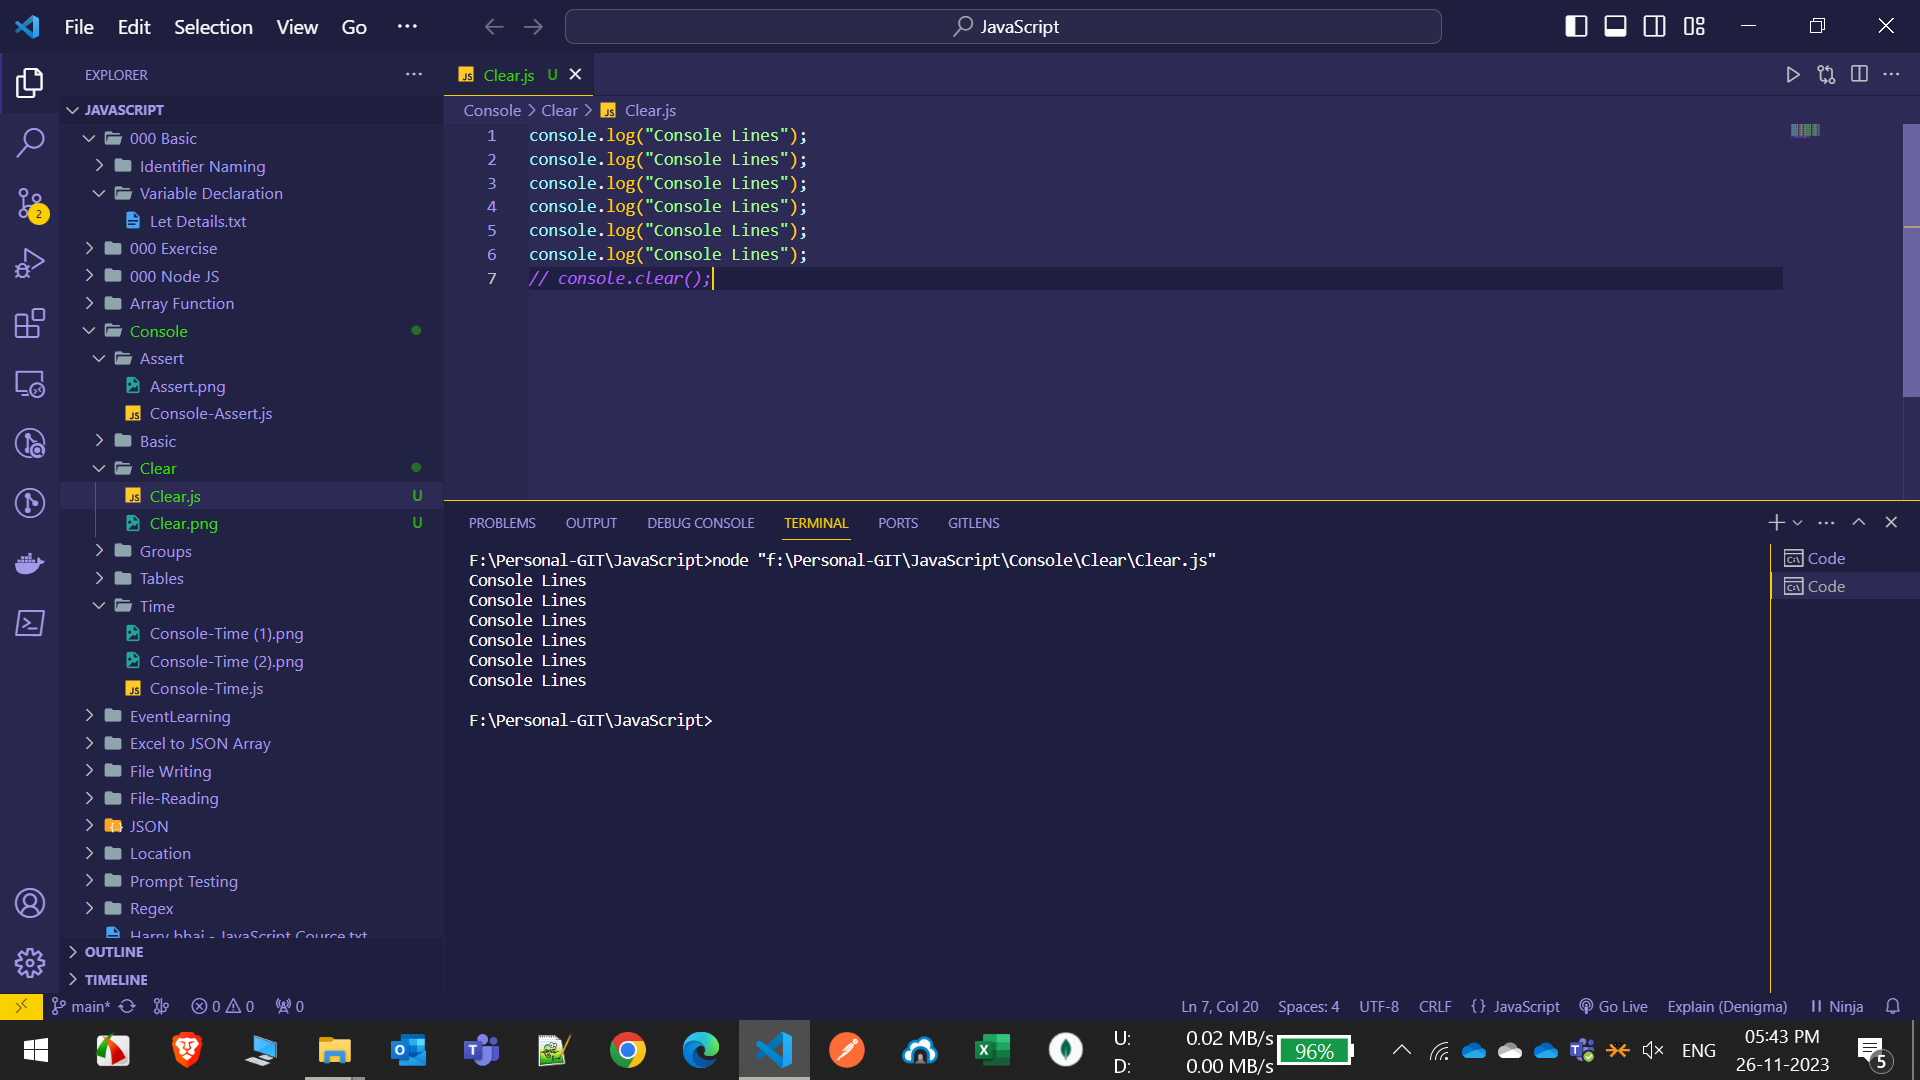 File Edit Selection View Go ···
JavaScript
EXPLORER
JAVASCRIPT
000 Basic
Identifier Naming
Variable Declaration
Let Details.txt
000 Exercise
000 Node JS
Array Function
Console
Assert
Assert.png
Console-Assert.js
Basic
Clear
Clear.js U
Clear.png U
Groups
Tables
Time
Console-Time (1).png
Console-Time (2).png
Console-Time.js
EventLearning
Excel to JSON Array
File Writing
File-Reading
JSON
Location
Prompt Testing
Regex
Harry bhai - JavaScript Cource.txt
OUTLINE
TIMELINE
2
JS Clear.js U
Console > Clear > JS Clear.js
1 console.log("Console Lines");
2 console.log("Console Lines");
3 console.log("Console Lines");
4 console.log("Console Lines");
5 console.log("Console Lines");
6 console.log("Console Lines");
7 // console.clear();
PROBLEMS OUTPUT DEBUG CONSOLE TERMINAL PORTS GITLENS
F:\Personal-GIT\JavaScript>node "f:\Personal-GIT\JavaScript\Console\Clear\Clear.js"
Console Lines
Console Lines
Console Lines
Console Lines
Console Lines
Console Lines
F:\Personal-GIT\JavaScript>
Code
Code
main* 0 0 0
Ln 7, Col 20 Spaces: 4 UTF-8 CRLF {} JavaScript Go Live Explain (Denigma) Ninja
U: 0.02 MB/s
D: 0.00 MB/s
96%
ENG
05:43 PM
26-11-2023
5